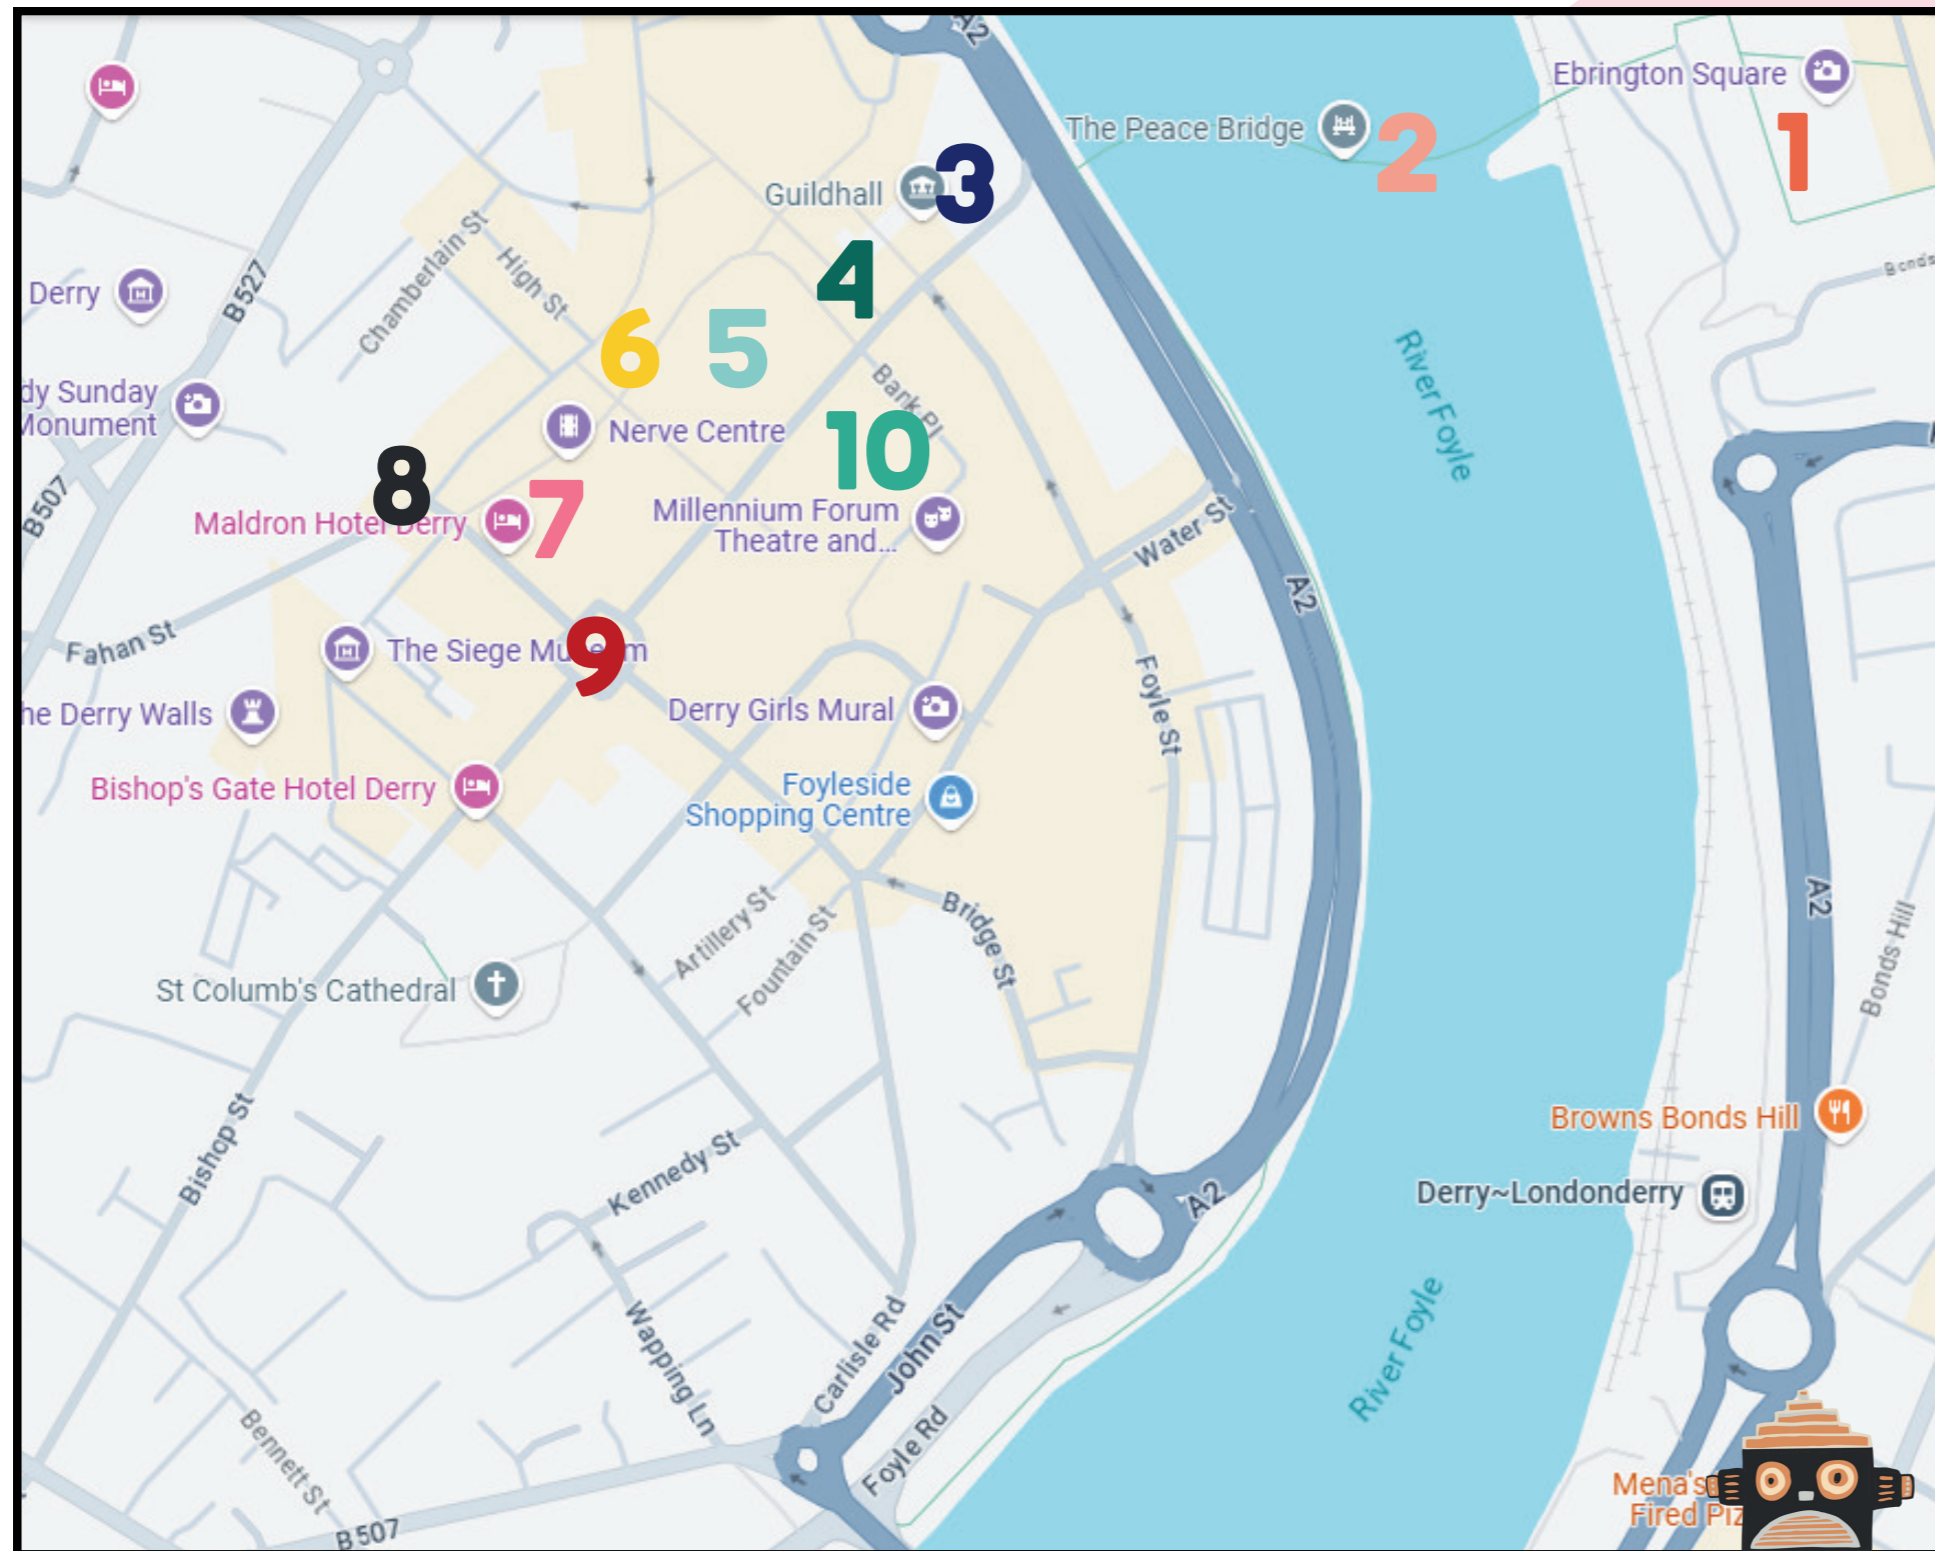 A2
Ebrington Square
The Peace Bridge
1
2
3
Guildhall
Chamberlain St
High St
4
Derry
B527
6
5
River Foyle
Bank Pl
dy Sunday
Monument
Nerve Centre
10
8
B507
Maldron Hotel Derry
7
Millennium Forum
Theatre and...
Water St
A2
Fahan St
The Siege Museum
9
Foyle St
he Derry Walls
Derry Girls Mural
Bishop's Gate Hotel Derry
Foyleside
Shopping Centre
A2
Artillery St
Fountain St
Bridge St
Bonds Hill
St Columb's Cathedral
Bishop St
Browns Bonds Hill
Kennedy St
A2
Derry~Londonderry
Wapping Ln
Carlisle Rd
John St
River Foyle
Foyle Rd
Bennett St
Mena's
Fired
B507